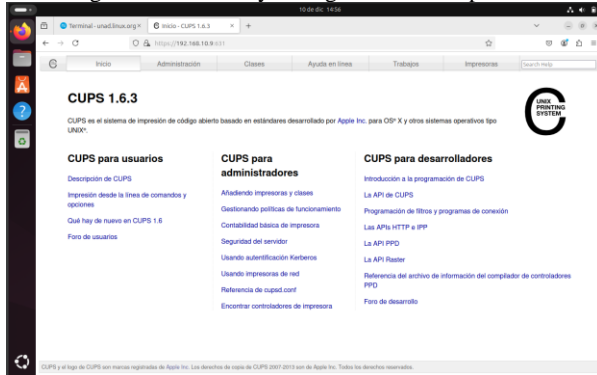 10 de dic 14:56
Terminal - unad.linux.org ×
Inicio - CUPS 1.6.3 ×
https://192.168.10.9:631
Inicio
Administración
Clases
Ayuda en línea
Trabajos
Impresoras
Search Help
CUPS 1.6.3
CUPS es el sistema de impresión de código abierto basado en estándares desarrollado por Apple Inc. para OS® X y otros sistemas operativos tipo
UNIX®.
UNIX
PRINTING
SYSTEM
CUPS para usuarios
Descripción de CUPS
Impresión desde la línea de comandos y
opciones
Qué hay de nuevo en CUPS 1.6
Foro de usuarios
CUPS para
administradores
Añadiendo impresoras y clases
Gestionando políticas de funcionamiento
Contabilidad básica de impresora
Seguridad del servidor
Usando autentificación Kerberos
Usando impresoras de red
Referencia de cupsd.conf
Encontrar controladores de impresora
CUPS para desarrolladores
Introducción a la programación de CUPS
La API de CUPS
Programación de filtros y programas de conexión
Las APIs HTTP e IPP
La API PPD
La API Raster
Referencia del archivo de información del compilador de controladores
PPD
Foro de desarrollo
CUPS y el logo de CUPS son marcas registradas de Apple Inc. Los derechos de copia de CUPS 2007-2013 son de Apple Inc. Todos los derechos reservados.